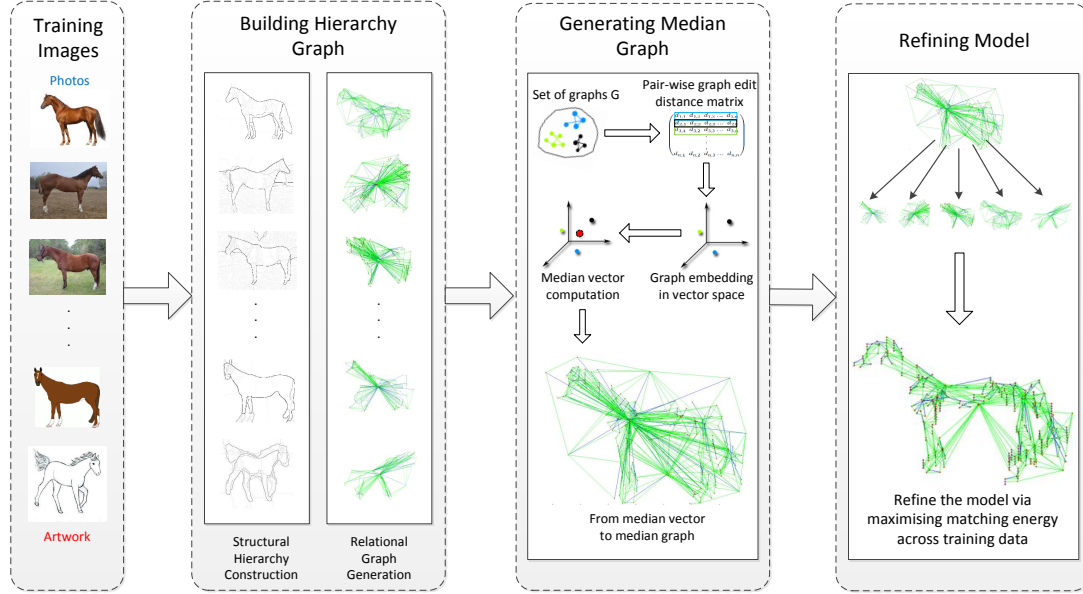 Training
Images
Photos
Artwork
Building Hierarchy
Graph
Structural
Hierarchy
Construction
Relational
Graph
Generation
Generating Median
Graph
Set of graphs G
Pair-wise graph edit
distance matrix
Median vector
computation
Graph embedding
in vector space
From median vector
to median graph
Refining Model
Refine the model via
maximising matching energy
across training data